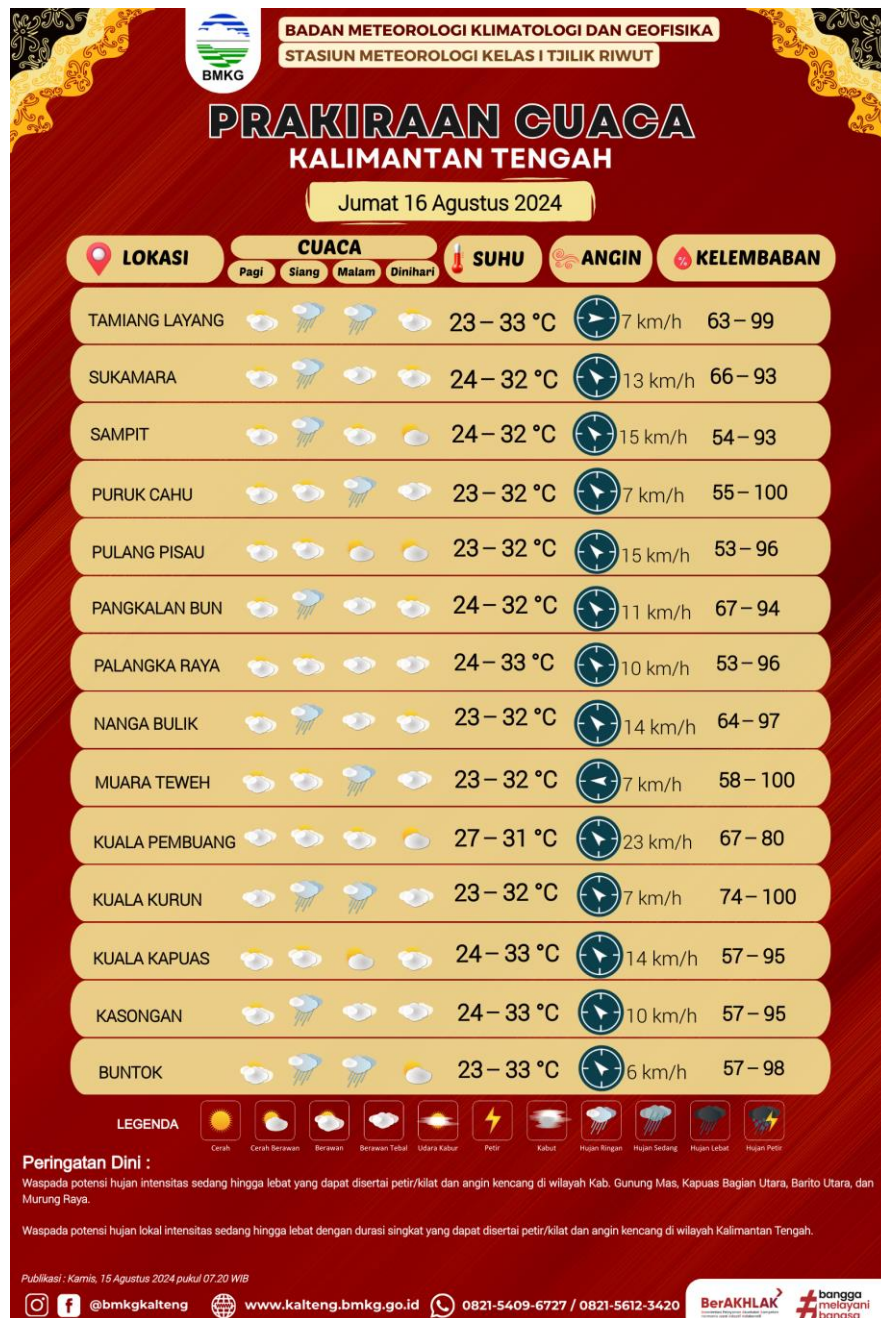 BMKG
BADAN METEOROLOGI KLIMATOLOGI DAN GEOFISIKA
STASIUN METEOROLOGI KELAS I TJILIK RIWUT
PRAKIRAAN CUACA
KALIMANTAN TENGAH
Jumat 16 Agustus 2024
LOKASI CUACA SUHU ANGIN % KELEMBABAN
Pagi Siang Malam Dinihari
TAMIANG LAYANG 23 – 33 °C 7 km/h 63 – 99
SUKAMARA 24 – 32 °C 13 km/h 66 – 93
SAMPIT 24 – 32 °C 15 km/h 54 – 93
PURUK CAHU 23 – 32 °C 7 km/h 55 – 100
PULANG PISAU 23 – 32 °C 15 km/h 53 – 96
PANGKALAN BUN 24 – 32 °C 11 km/h 67 – 94
PALANGKA RAYA 24 – 33 °C 10 km/h 53 – 96
NANGA BULIK 23 – 32 °C 14 km/h 64 – 97
MUARA TEWEH 23 – 32 °C 7 km/h 58 – 100
KUALA PEMBUANG 27 – 31 °C 23 km/h 67 – 80
KUALA KURUN 23 – 32 °C 7 km/h 74 – 100
KUALA KAPUAS 24 – 33 °C 14 km/h 57 – 95
KASONGAN 24 – 33 °C 10 km/h 57 – 95
BUNTOK 23 – 33 °C 6 km/h 57 – 98
LEGENDA
Cerah Cerah Berawan Berawan Berawan Tebal Udara Kabur Petir Kabut Hujan Ringan Hujan Sedang Hujan Lebat Hujan Petir
Peringatan Dini :
Waspada potensi hujan intensitas sedang hingga lebat yang dapat disertai petir/kilat dan angin kencang di wilayah Kab. Gunung Mas, Kapuas Bagian Utara, Barito Utara, dan
Murung Raya.
Waspada potensi hujan lokal intensitas sedang hingga lebat dengan durasi singkat yang dapat disertai petir/kilat dan angin kencang di wilayah Kalimantan Tengah.
Publikasi : Kamis, 15 Agustus 2024 pukul 07.20 WIB
@bmkgkalteng www.kalteng.bmkg.go.id 0821-5409-6727 / 0821-5612-3420
BerAKHLAK
# bangga
melayani
bangsa